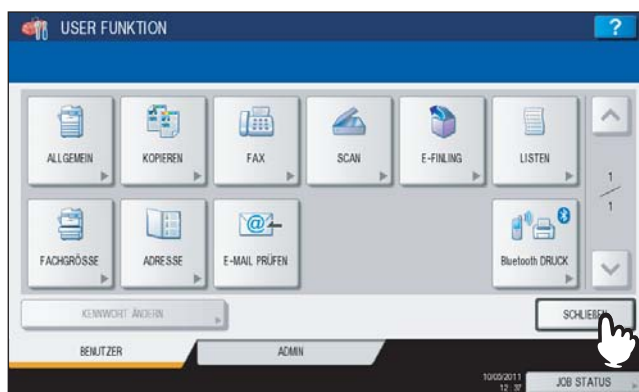 USER FUNKTION
?
ALLGEMEIN
KOPIEREN
FAX
SCAN
E-FINLING
LISTEN
1
1
FACHGRÖSSE
ADRESSE
E-MAIL PRÜFEN
Bluetooth DRUCK
KENNWORT ÄNDERN
SCHLIEßEN
BENUTZER
ADMIN
10/05/2011
12 : 37
JOB STATUS